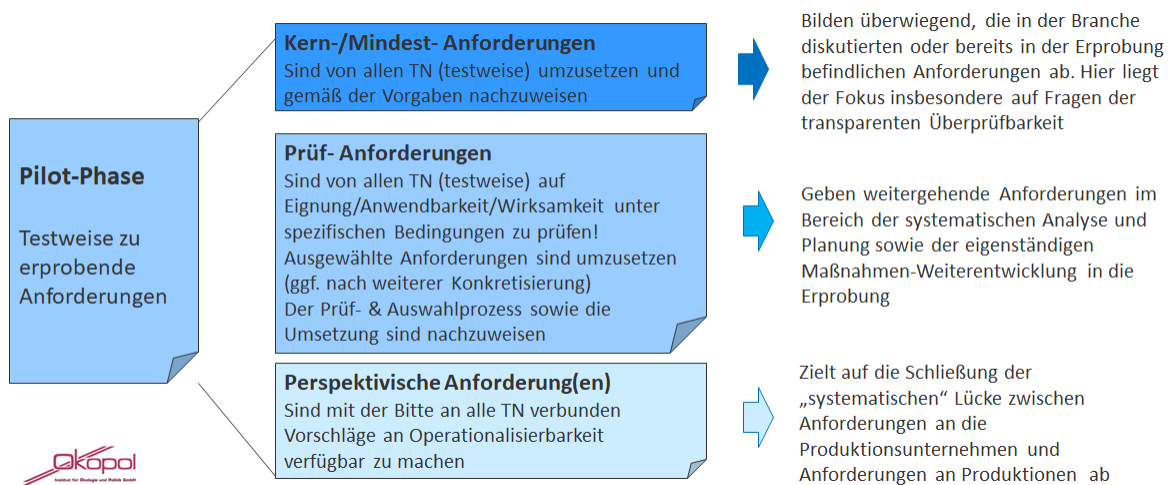 Pilot-Phase
Testweise zu
erprobende
Anforderungen
Kern-/Mindest- Anforderungen
Sind von allen TN (testweise) umzusetzen und
gemäß der Vorgaben nachzuweisen
Bilden überwiegend, die in der Branche
diskutierten oder bereits in der Erprobung
befindlichen Anforderungen ab. Hier liegt
der Fokus insbesondere auf Fragen der
transparenten Überprüfbarkeit
Prüf- Anforderungen
Sind von allen TN (testweise) auf
Eignung/Anwendbarkeit/Wirksamkeit unter
spezifischen Bedingungen zu prüfen!
Ausgewählte Anforderungen sind umzusetzen
(ggf. nach weiterer Konkretisierung)
Der Prüf- & Auswahlprozess sowie die
Umsetzung sind nachzuweisen
Geben weitergehende Anforderungen im
Bereich der systematischen Analyse und
Planung sowie der eigenständigen
Maßnahmen-Weiterentwicklung in die
Erprobung
Perspektivische Anforderung(en)
Sind mit der Bitte an alle TN verbunden
Vorschläge an Operationalisierbarkeit
verfügbar zu machen
Zielt auf die Schließung der
„systematischen“ Lücke zwischen
Anforderungen an die
Produktionsunternehmen und
Anforderungen an Produktionen ab
Ökopol
Institut für Ökologie und Politik GmbH